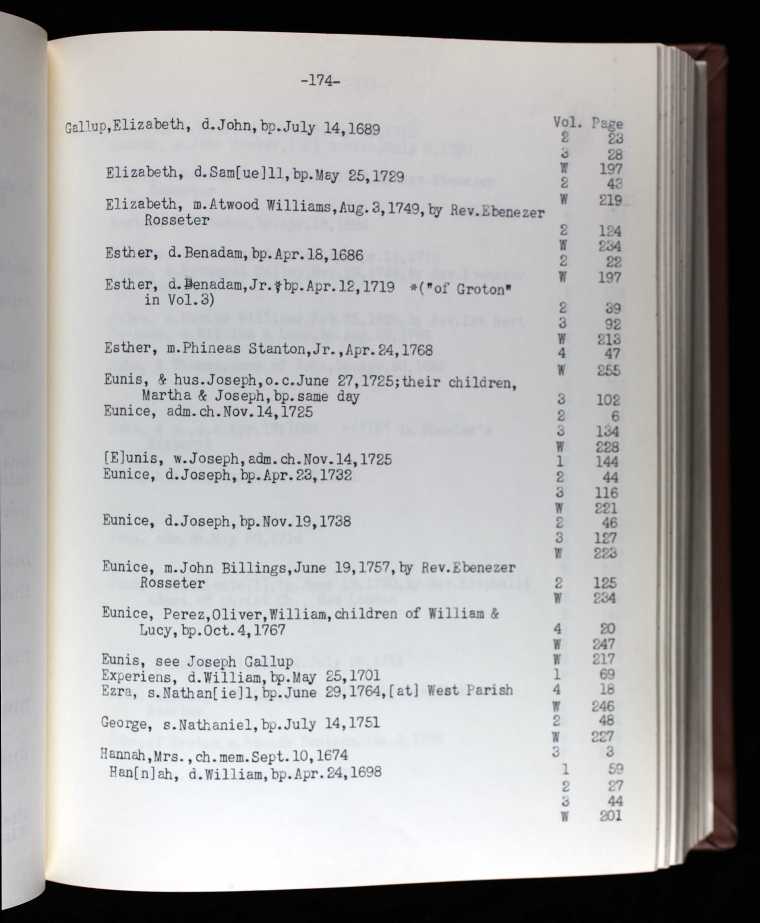 -174-
Vol. Page
Gallup,Elizabeth, d.John,bp.July 14,1689 2 23
3 28
W 197
Elizabeth, d.Sam[ue]ll,bp.May 25,1729 2 43
W 219
Elizabeth, m.Atwood Williams,Aug.3,1749,by Rev.Ebenezer
Rosseter 2 124
W 234
Esther, d.Benadam,bp.Apr.18,1686 2 22
W 197
Esther, d.Benadam,Jr.*bp.Apr.12,1719 *("of Groton"
in Vol.3) 2 39
3 92
W 213
Esther, m.Phineas Stanton,Jr.,Apr.24,1768 4 47
W 255
Eunis, & hus.Joseph,o.c.June 27,1725;their children,
Martha & Joseph,bp.same day 3 102
Eunice, adm.ch.Nov.14,1725 2 6
3 134
W 228
[E]unis, w.Joseph,adm.ch.Nov.14,1725 1 144
Eunice, d.Joseph,bp.Apr.23,1732 2 44
3 116
W 221
Eunice, d.Joseph,bp.Nov.19,1738 2 46
3 127
W 223
Eunice, m.John Billings,June 19,1757,by Rev.Ebenezer
Rosseter 2 125
W 234
Eunice, Perez,Oliver,William,children of William &
Lucy,bp.Oct.4,1767 4 20
W 247
Eunis, see Joseph Gallup W 217
Experiens, d.William,bp.May 25,1701 1 69
Ezra, s.Nathan[ie]l,bp.June 29,1764,[at] West Parish 4 18
W 246
George, s.Nathaniel,bp.July 14,1751 2 48
W 227
Hannah,Mrs.,ch.mem.Sept.10,1674 3 3
Han[n]ah, d.William,bp.Apr.24,1698 1 59
2 27
3 44
W 201